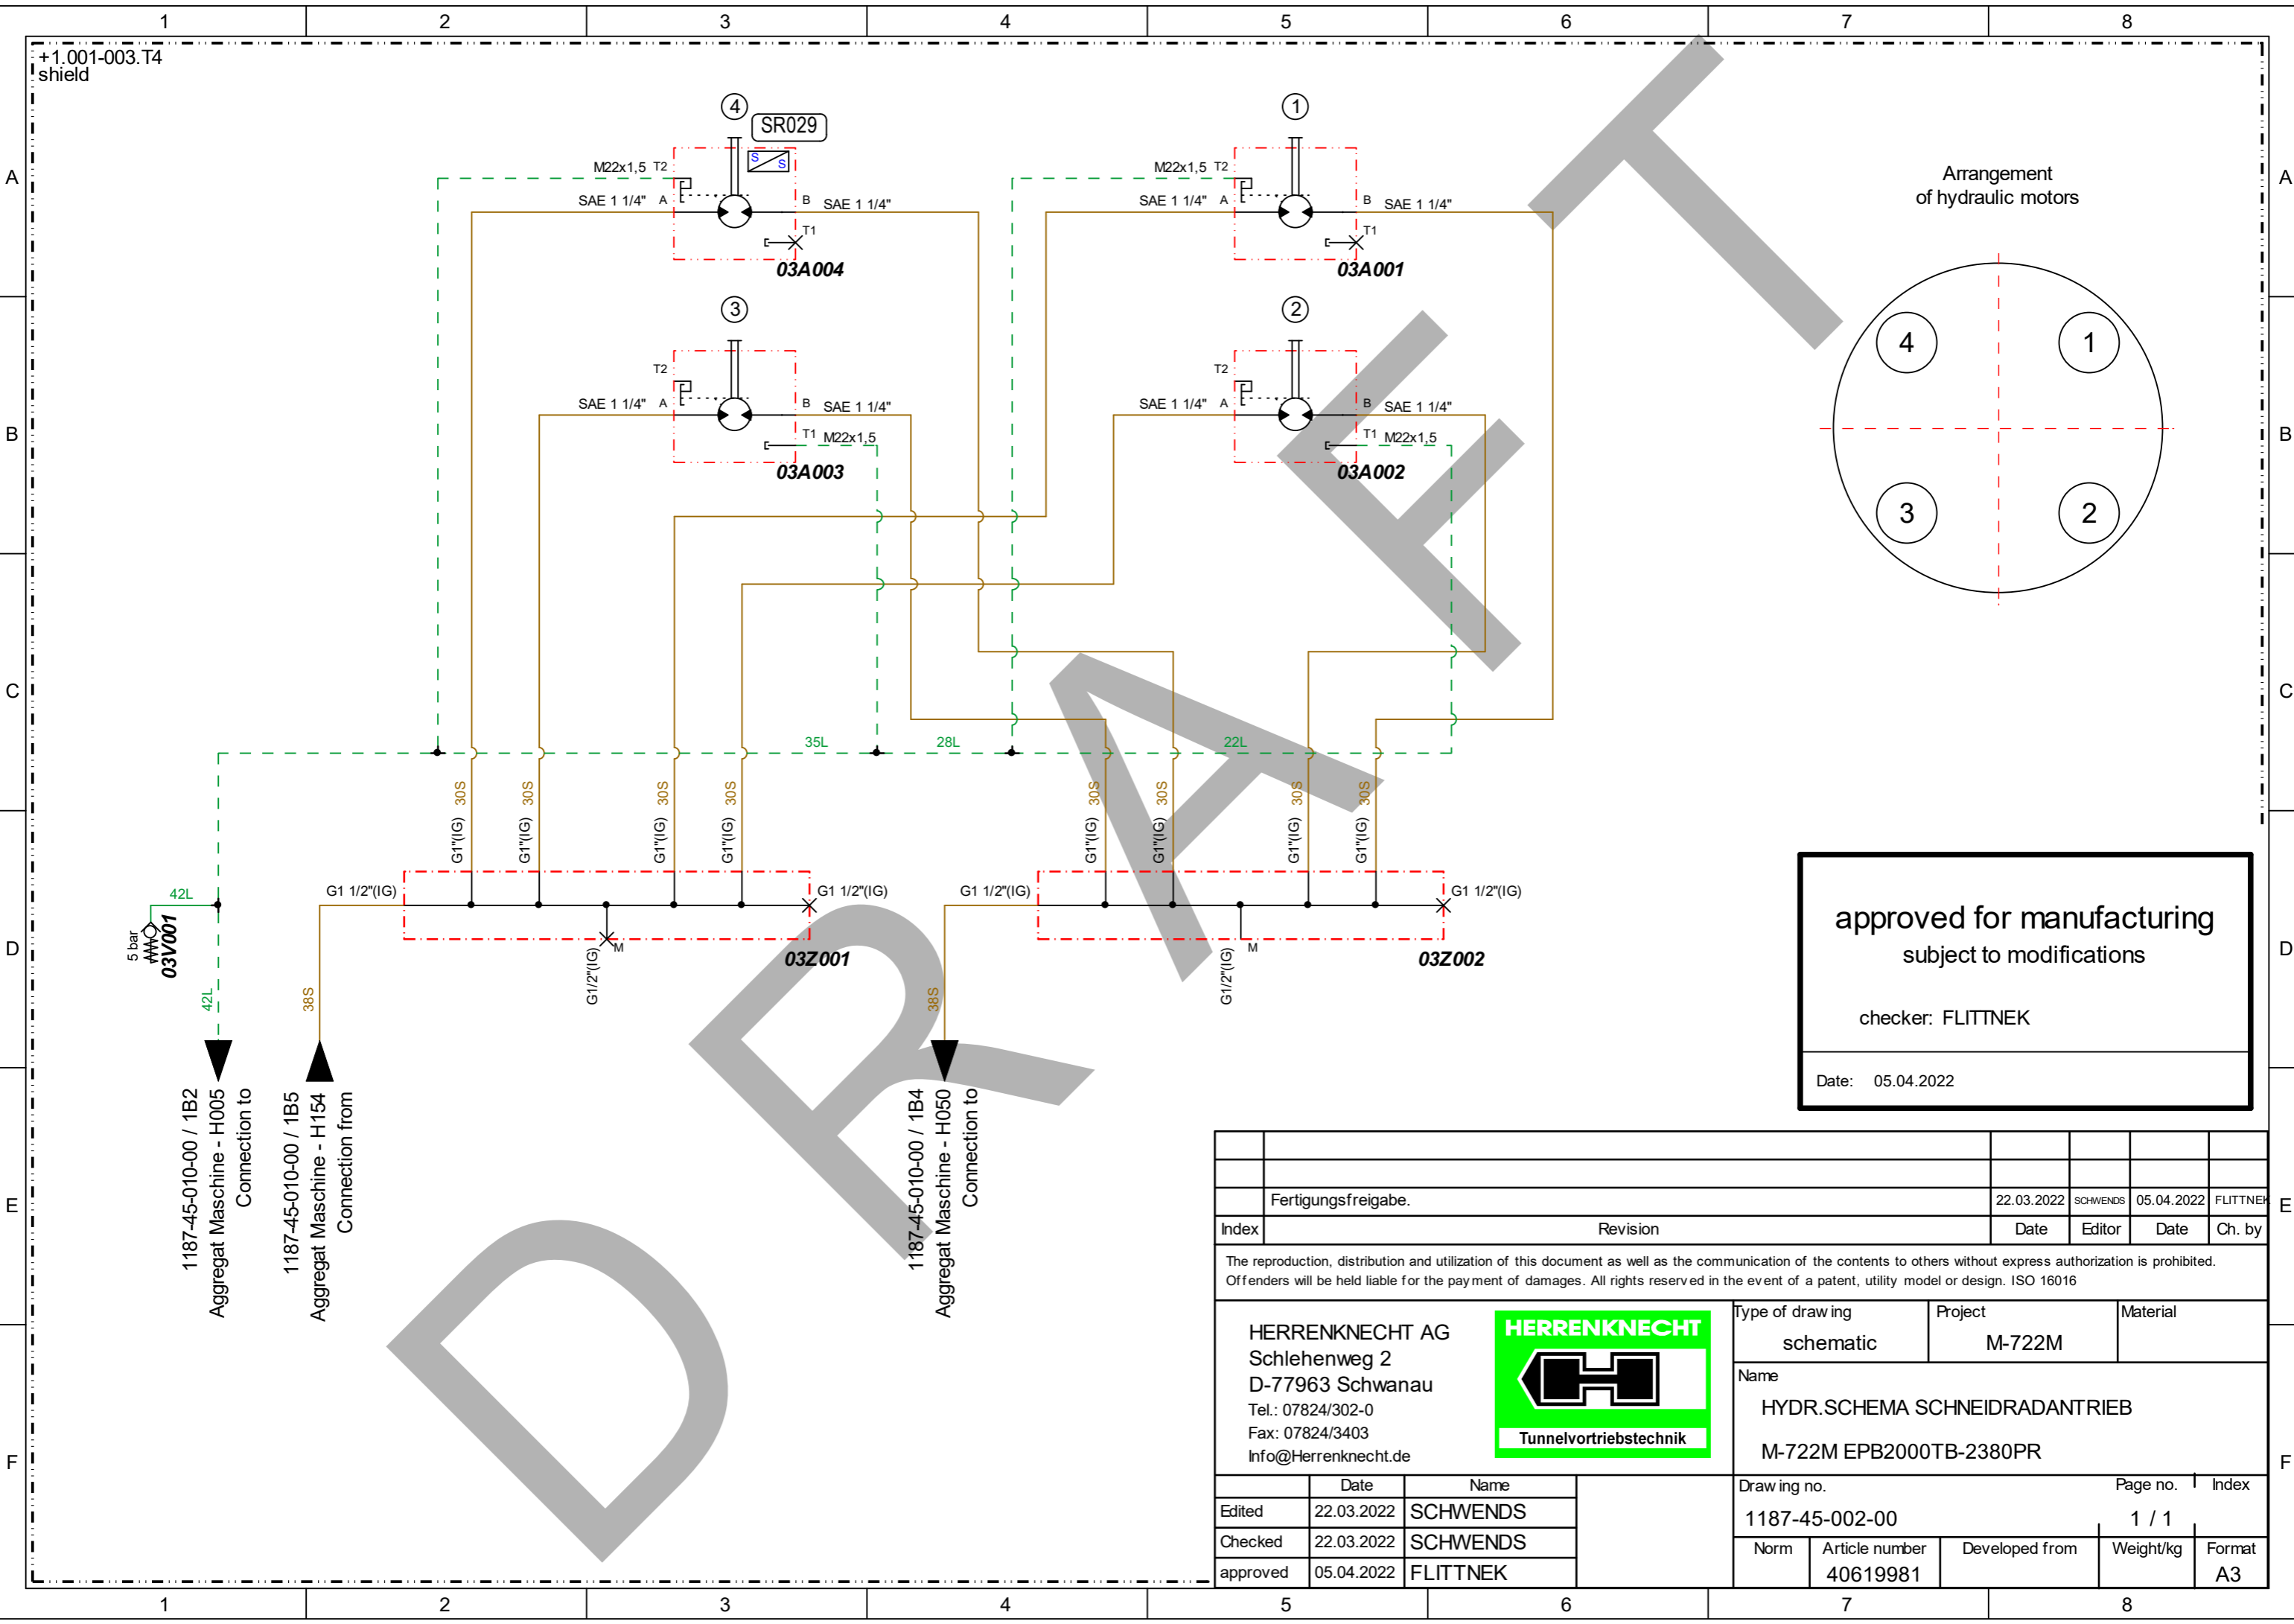 1 2 3 4 5 6 7 8
+1.001-003.T4
shield
4
SR029
S
S
M22x1,5 T2
SAE 1 1/4" A
B SAE 1 1/4"
T1
03A004
1
M22x1,5 T2
SAE 1 1/4" A
B SAE 1 1/4"
T1
03A001
3
T2
SAE 1 1/4" A
B SAE 1 1/4"
T1 M22x1,5
03A003
2
T2
SAE 1 1/4" A
B SAE 1 1/4"
T1 M22x1,5
03A002
Arrangement
of hydraulic motors
4 1
3 2
A A
B B
C C
D D
E E
F F
35L 28L 22L
30S 30S 30S 30S 30S 30S 30S 30S
G1"(IG) G1"(IG) G1"(IG) G1"(IG) G1"(IG) G1"(IG) G1"(IG) G1"(IG)
42L
5 bar
03V001
42L
38S
G1 1/2"(IG)
G1 1/2"(IG)
G1/2"(IG)
M
03Z001
38S
G1 1/2"(IG)
G1 1/2"(IG)
G1/2"(IG)
M
03Z002
1187-45-010-00 / 1B2
Aggregat Maschine - H005
Connection to
1187-45-010-00 / 1B5
Aggregat Maschine - H154
Connection from
1187-45-010-00 / 1B4
Aggregat Maschine - H050
Connection to
DRAFT
approved for manufacturing
subject to modifications
checker: FLITTNEK
Date: 05.04.2022
Fertigungsfreigabe. 22.03.2022 SCHWENDS 05.04.2022 FLITTNEK
Index Revision Date Editor Date Ch. by
The reproduction, distribution and utilization of this document as well as the communication of the contents to others without express authorization is prohibited.
Offenders will be held liable for the payment of damages. All rights reserved in the event of a patent, utility model or design. ISO 16016
HERRENKNECHT AG
Schlehenweg 2
D-77963 Schwanau
Tel.: 07824/302-0
Fax: 07824/3403
Info@Herrenknecht.de
HERRENKNECHT
Tunnelvortriebstechnik
Type of drawing Project Material
schematic M-722M
Name
HYDR.SCHEMA SCHNEIDRADANTRIEB
M-722M EPB2000TB-2380PR
Date Name
Edited 22.03.2022 SCHWENDS
Checked 22.03.2022 SCHWENDS
approved 05.04.2022 FLITTNEK
Drawing no. Page no. Index
1187-45-002-00 1 / 1
Norm Article number Developed from Weight/kg Format
40619981 A3
1 2 3 4 5 6 7 8